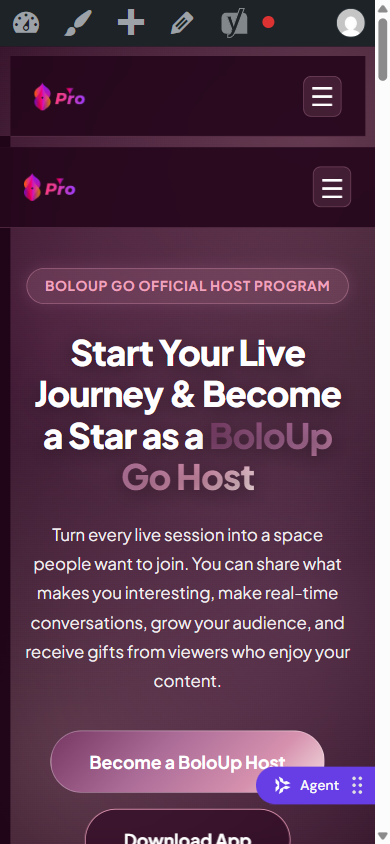 Pro
Pro
BOLOUP GO OFFICIAL HOST PROGRAM
Start Your Live
Journey & Become
a Star as a BoloUp
Go Host
Turn every live session into a space
people want to join. You can share what
makes you interesting, make real-time
conversations, grow your audience, and
receive gifts from viewers who enjoy your
content.
Become a BoloUp Host
Agent
Download App